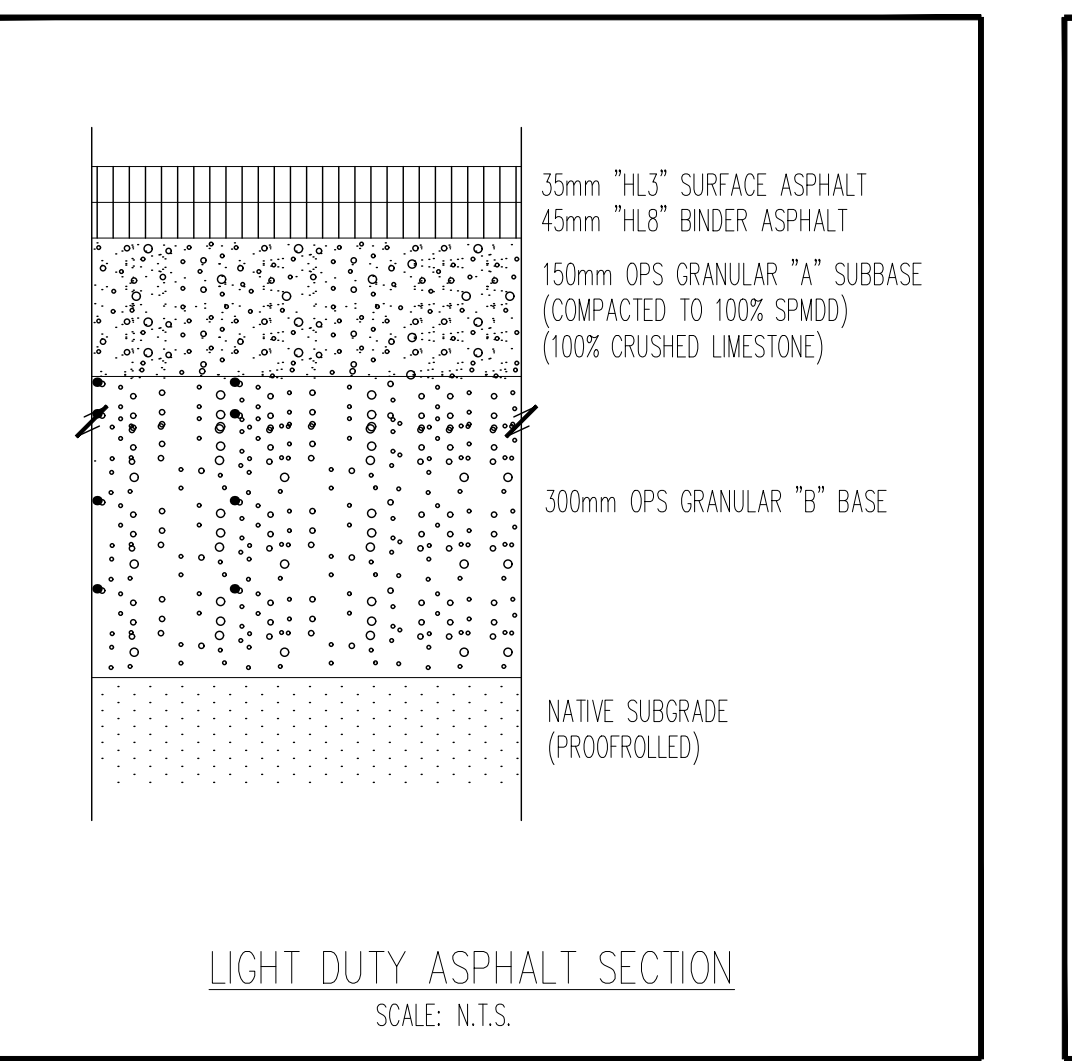 35mm "HL3" SURFACE ASPHALT
45mm "HL8" BINDER ASPHALT
150mm OPS GRANULAR "A" SUBBASE
(COMPACTED TO 100% SPMDD)
(100% CRUSHED LIMESTONE)
300mm OPS GRANULAR "B" BASE
NATIVE SUBGRADE
(PROOFROLLED)
LIGHT DUTY ASPHALT SECTION
SCALE: N.T.S.